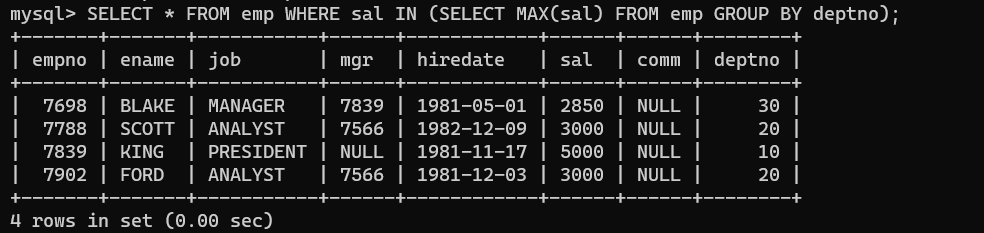 mysql> SELECT * FROM emp WHERE sal IN (SELECT MAX(sal) FROM emp GROUP BY deptno);
+-------+-------+-----------+------+------------+------+------+--------+
| empno | ename | job       | mgr  | hiredate   | sal  | comm | deptno |
+-------+-------+-----------+------+------------+------+------+--------+
|  7698 | BLAKE | MANAGER   | 7839 | 1981-05-01 | 2850 | NULL |     30 |
|  7788 | SCOTT | ANALYST   | 7566 | 1982-12-09 | 3000 | NULL |     20 |
|  7839 | KING  | PRESIDENT | NULL | 1981-11-17 | 5000 | NULL |     10 |
|  7902 | FORD  | ANALYST   | 7566 | 1981-12-03 | 3000 | NULL |     20 |
+-------+-------+-----------+------+------------+------+------+--------+
4 rows in set (0.00 sec)